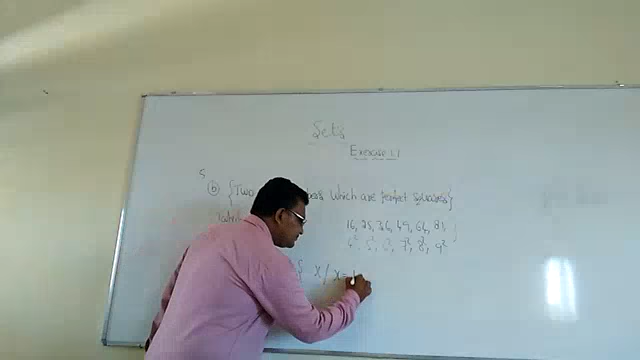 Sets
Exercise 1.1
5
b {Two which are perfect squares}
16, 25, 36, 49, 64, 81 }
4², 5², 6², 7², 8², 9²
{ x / x =